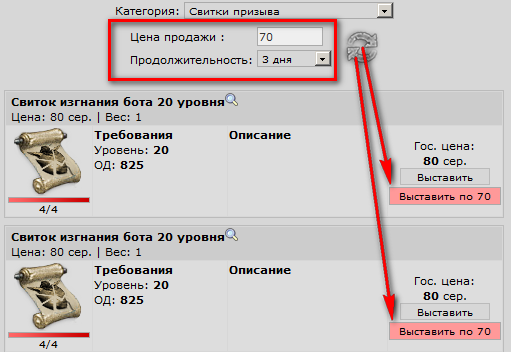 Категория: Свитки призыва
Цена продажи : 70
Продолжительность: 3 дня
Свиток изгнания бота 20 уровня
Цена: 80 сер. | Вес: 1
Требования Описание
Уровень: 20
ОД: 825
Гос. цена:
80 сер.
Выставить
Выставить по 70
4/4
Свиток изгнания бота 20 уровня
Цена: 80 сер. | Вес: 1
Требования Описание
Уровень: 20
ОД: 825
Гос. цена:
80 сер.
Выставить
Выставить по 70
4/4